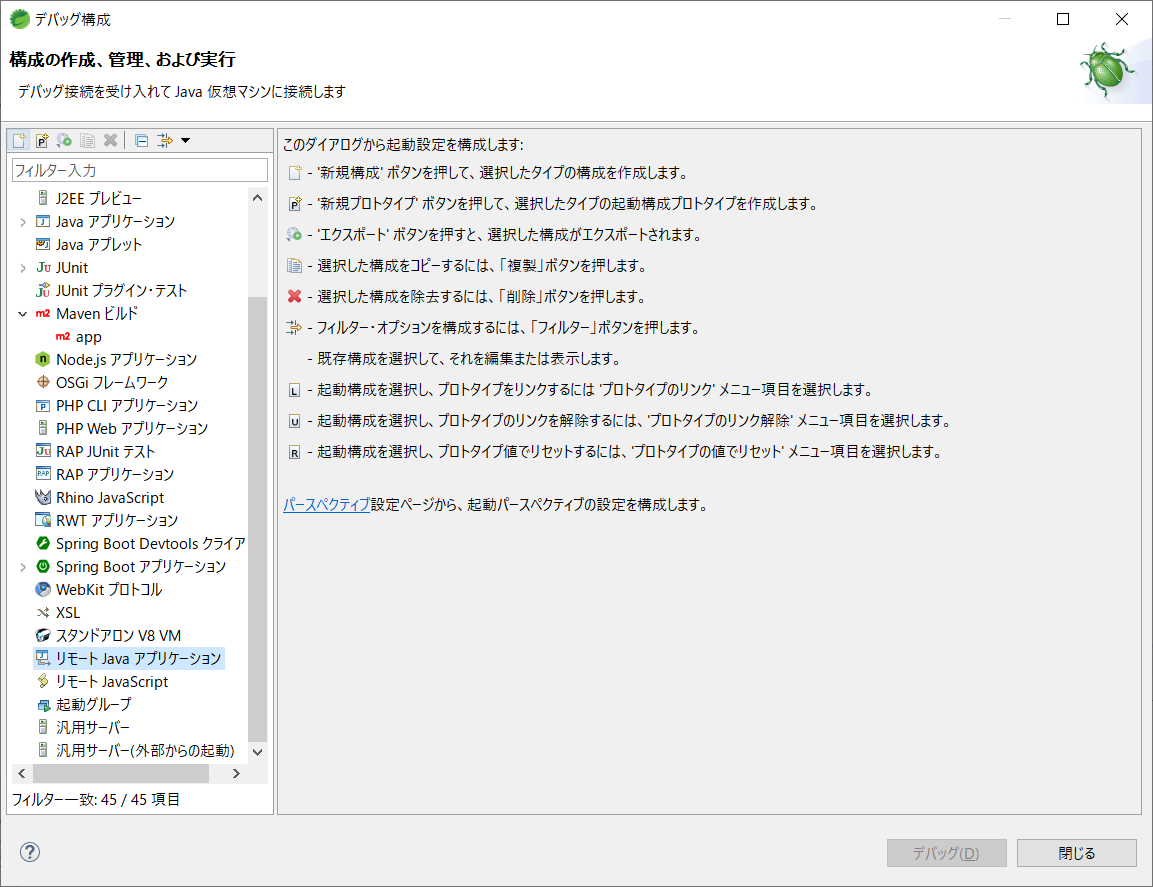 デバッグ構成
構成の作成、管理、および実行
デバッグ接続を受け入れて Java 仮想マシンに接続します
フィルター入力
J2EE プレビュー
Java アプリケーション
Java アプレット
JUnit
JUnit プラグイン・テスト
Maven ビルド
app
Node.js アプリケーション
OSGi フレームワーク
PHP CLI アプリケーション
PHP Web アプリケーション
RAP JUnit テスト
RAP アプリケーション
Rhino JavaScript
RWT アプリケーション
Spring Boot Devtools クライア
Spring Boot アプリケーション
WebKit プロトコル
XSL
スタンドアロン V8 VM
リモート Java アプリケーション
リモート JavaScript
起動グループ
汎用サーバー
汎用サーバー(外部からの起動)
フィルター一致: 45 / 45 項目
このダイアログから起動設定を構成します:
- '新規構成' ボタンを押して、選択したタイプの構成を作成します。
- '新規プロトタイプ' ボタンを押して、選択したタイプの起動構成プロトタイプを作成します。
- 'エクスポート' ボタンを押すと、選択した構成がエクスポートされます。
- 選択した構成をコピーするには、「複製」ボタンを押します。
- 選択した構成を除去するには、「削除」ボタンを押します。
- フィルター・オプションを構成するには、「フィルター」ボタンを押します。
- 既存構成を選択して、それを編集または表示します。
- 起動構成を選択し、プロトタイプをリンクするには 'プロトタイプのリンク' メニュー項目を選択します。
- 起動構成を選択し、プロトタイプのリンクを解除するには、'プロトタイプのリンク解除' メニュー項目を選択します。
- 起動構成を選択し、プロトタイプ値でリセットするには、'プロトタイプの値でリセット' メニュー項目を選択します。
パースペクティブ設定ページから、起動パースペクティブの設定を構成します。
デバッグ(D)
閉じる